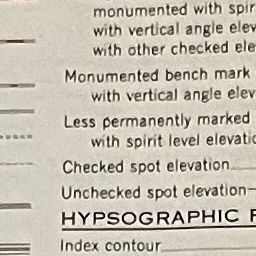 monumented with spir
with vertical angle elev
with other checked ele
Monumented bench mark
with vertical angle elev
Less permanently marked
with spirit level elevatio
Checked spot elevation
Unchecked spot elevation
HYPSOGRAPHIC F
Index contour